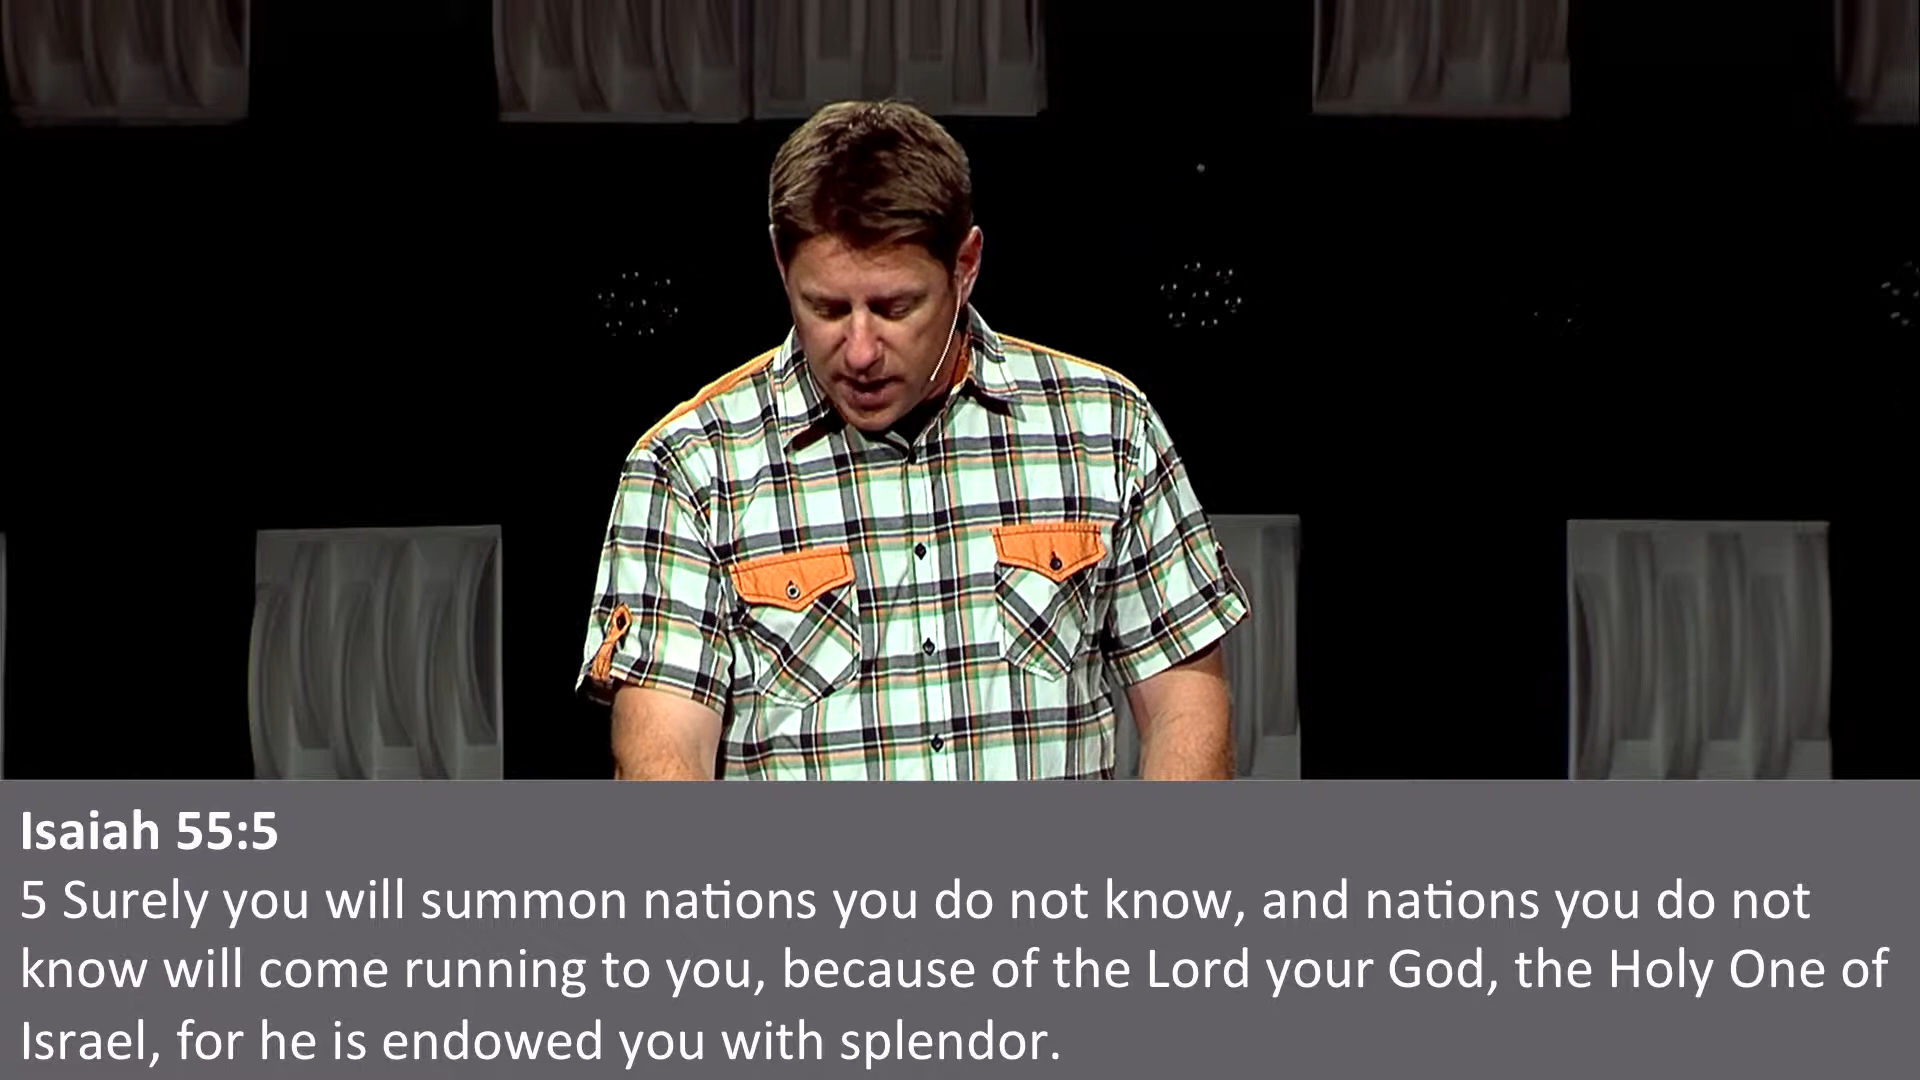 Isaiah 55:5
5 Surely you will summon nations you do not know, and nations you do not
know will come running to you, because of the Lord your God, the Holy One of
Israel, for he is endowed you with splendor.